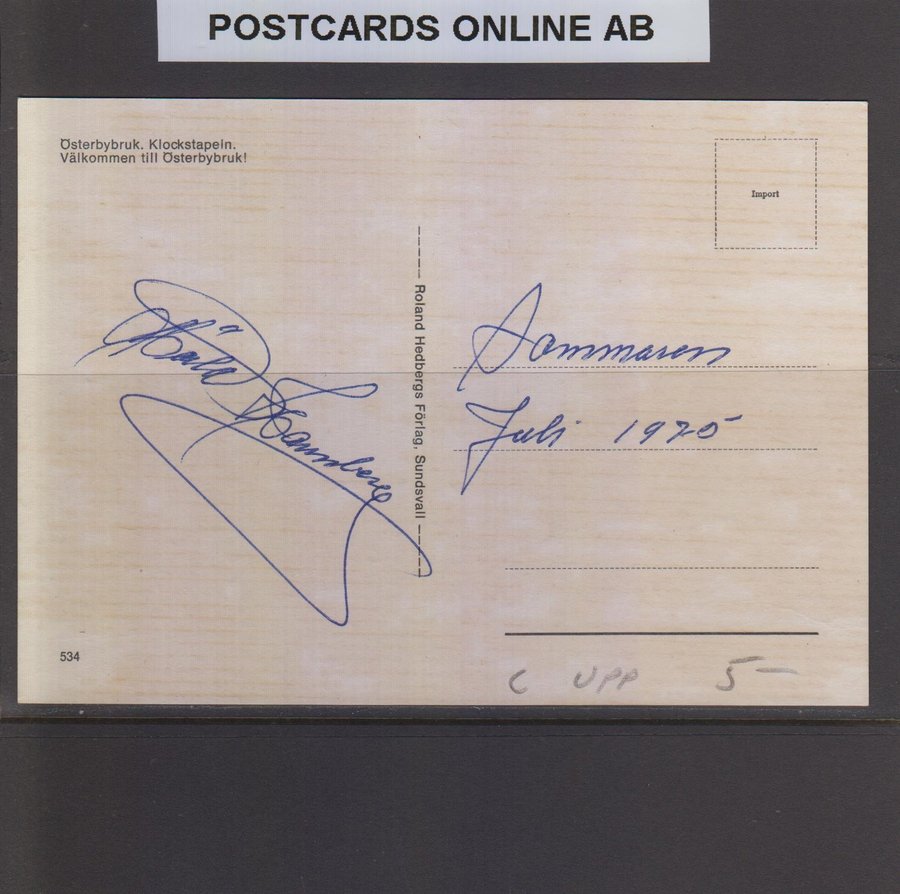 POSTCARDS ONLINE AB
Österbybruk. Klockstapeln.
Välkommen till Österbybruk!
Import
Roland Hedbergs Förlag, Sundsvall
Sommaren
Juli 1975
534
C UPP 5-